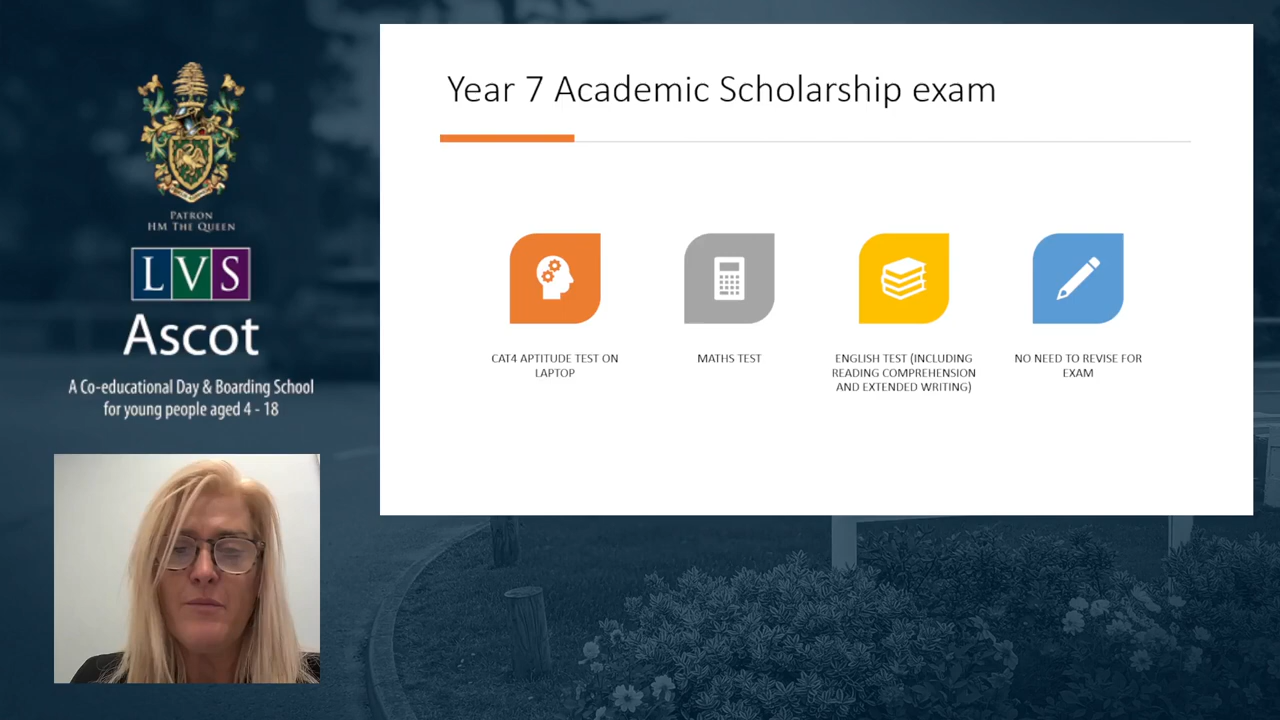 PATRON
HM THE QUEEN
LVS
Ascot
A Co-educational Day & Boarding School
for young people aged 4 - 18
Year 7 Academic Scholarship exam
CAT4 APTITUDE TEST ON
LAPTOP
MATHS TEST
ENGLISH TEST (INCLUDING
READING COMPREHENSION
AND EXTENDED WRITING)
NO NEED TO REVISE FOR
EXAM